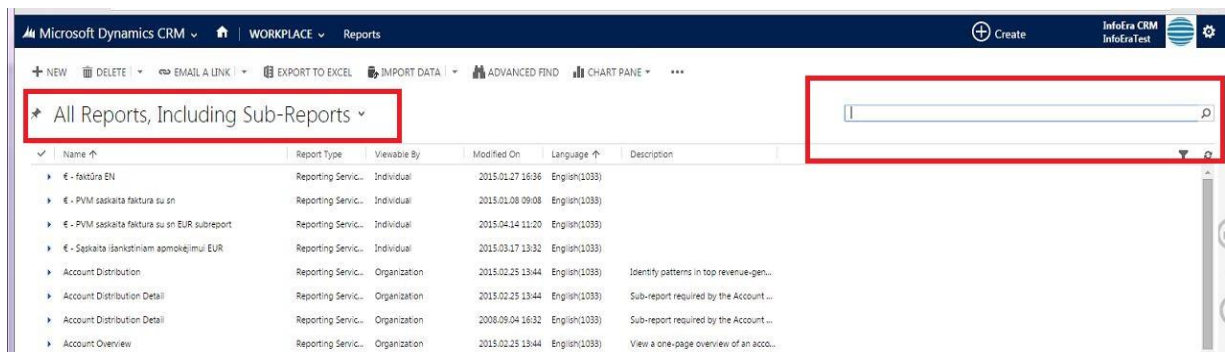 Microsoft Dynamics CRM WORKPLACE Reports Create InfoEra CRM
InfoEraTest
NEW DELETE EMAIL A LINK EXPORT TO EXCEL IMPORT DATA ADVANCED FIND CHART PANE ...
All Reports, Including Sub-Reports
Name Report Type Viewable By Modified On Language Description
€ - faktūra EN Reporting Servic... Individual 2015.01.27 16:36 English(1033)
€ - PVM saskaita faktura su sn Reporting Servic... Individual 2015.01.08 09:08 English(1033)
€ - PVM saskaita faktura su sn EUR subreport Reporting Servic... Individual 2015.04.14 11:20 English(1033)
€ - Sąskaita išankstiniam apmokėjimui EUR Reporting Servic... Individual 2015.03.17 13:32 English(1033)
Account Distribution Reporting Servic... Organization 2015.02.25 13:44 English(1033) Identify patterns in top revenue-gen...
Account Distribution Detail Reporting Servic... Organization 2015.02.25 13:44 English(1033) Sub-report required by the Account ...
Account Distribution Detail Reporting Servic... Organization 2008.09.04 16:32 English(1033) Sub-report required by the Account ...
Account Overview Reporting Servic... Organization 2015.02.25 13:44 English(1033) View a one-page overview of an acco...